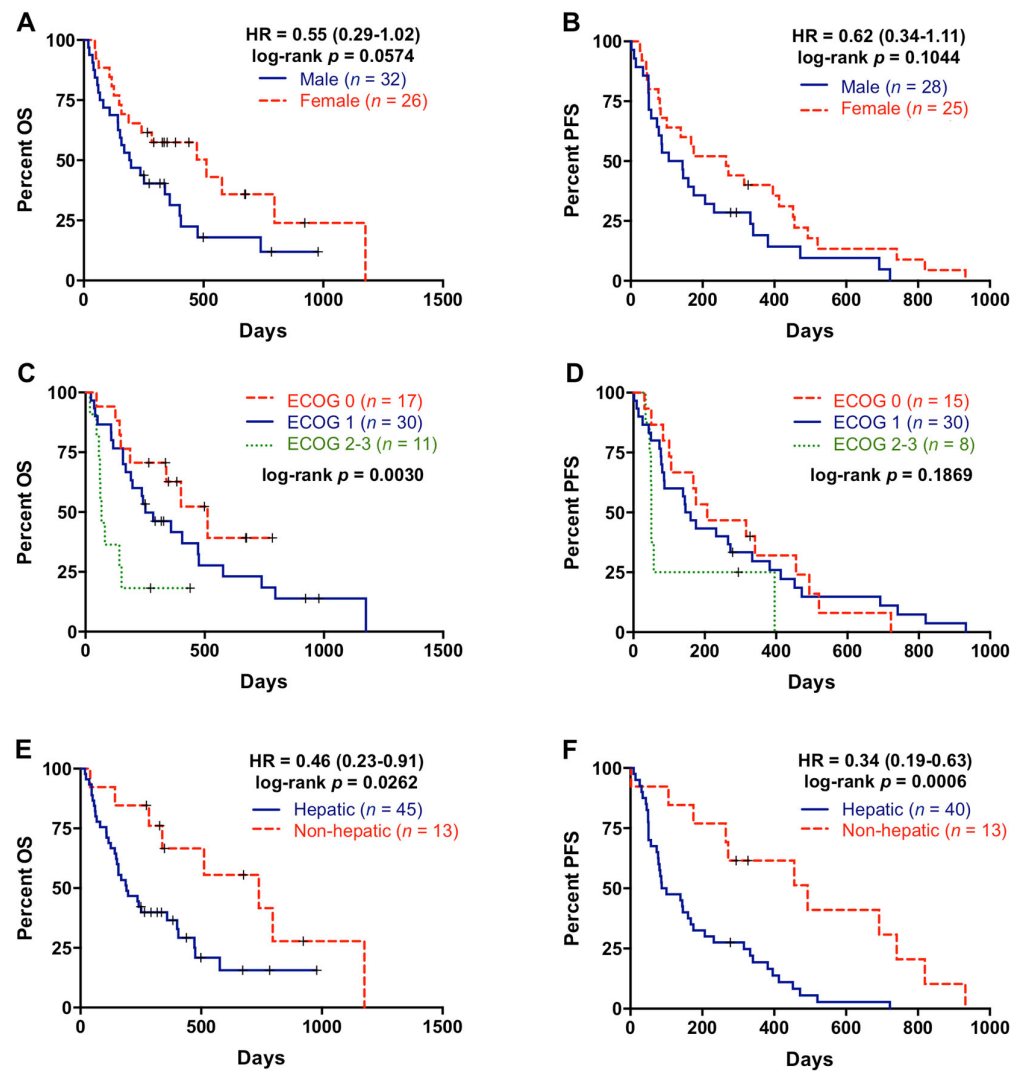 A
HR = 0.55 (0.29-1.02)
log-rank p = 0.0574
Male (n = 32)
Female (n = 26)
Percent OS
100
75
50
25
0
0 500 1000 1500
Days
B
HR = 0.62 (0.34-1.11)
log-rank p = 0.1044
Male (n = 28)
Female (n = 25)
Percent PFS
100
75
50
25
0
0 200 400 600 800 1000
Days
C
ECOG 0 (n = 17)
ECOG 1 (n = 30)
ECOG 2-3 (n = 11)
log-rank p = 0.0030
Percent OS
100
75
50
25
0
0 500 1000 1500
Days
D
ECOG 0 (n = 15)
ECOG 1 (n = 30)
ECOG 2-3 (n = 8)
log-rank p = 0.1869
Percent PFS
100
75
50
25
0
0 200 400 600 800 1000
Days
E
HR = 0.46 (0.23-0.91)
log-rank p = 0.0262
Hepatic (n = 45)
Non-hepatic (n = 13)
Percent OS
100
75
50
25
0
0 500 1000 1500
Days
F
HR = 0.34 (0.19-0.63)
log-rank p = 0.0006
Hepatic (n = 40)
Non-hepatic (n = 13)
Percent PFS
100
75
50
25
0
0 200 400 600 800 1000
Days